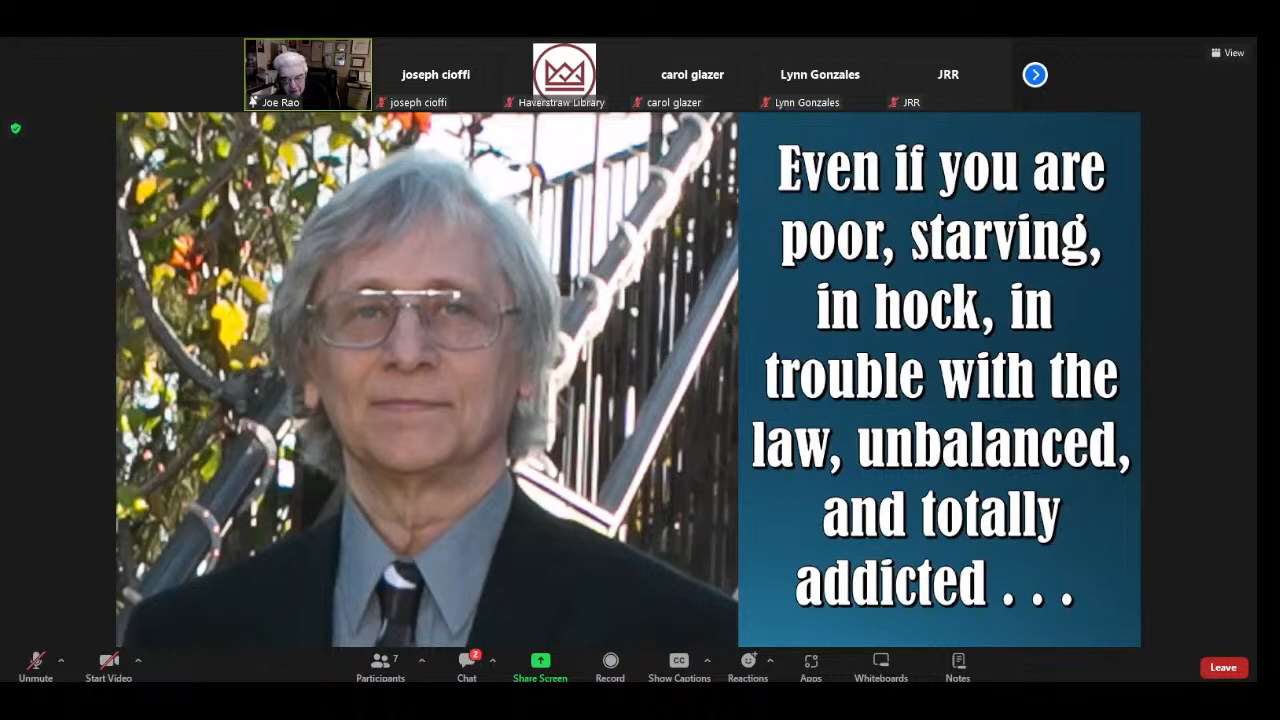 joseph cioffi
carol glazer
Lynn Gonzales
JRR
View
Joe Rao
joseph cioffi
Haverstraw Library
carol glazer
Lynn Gonzales
JRR
Even if you are
poor, starving,
in hock, in
trouble with the
law, unbalanced,
and totally
addicted . . .
Unmute
Start Video
7
Participants
2
Chat
Share Screen
Record
CC
Show Captions
Reactions
Apps
Whiteboards
Notes
Leave